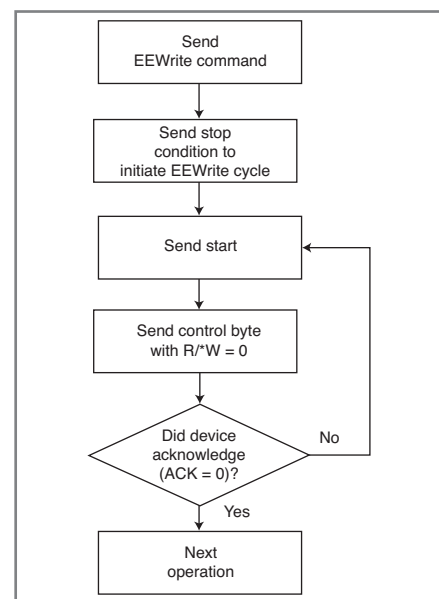 Send
EEWrite command
Send stop
condition to
initiate EEWrite cycle
Send start
Send control byte
with R/*W = 0
Did device
acknowledge
(ACK = 0)?
No
Yes
Next
operation